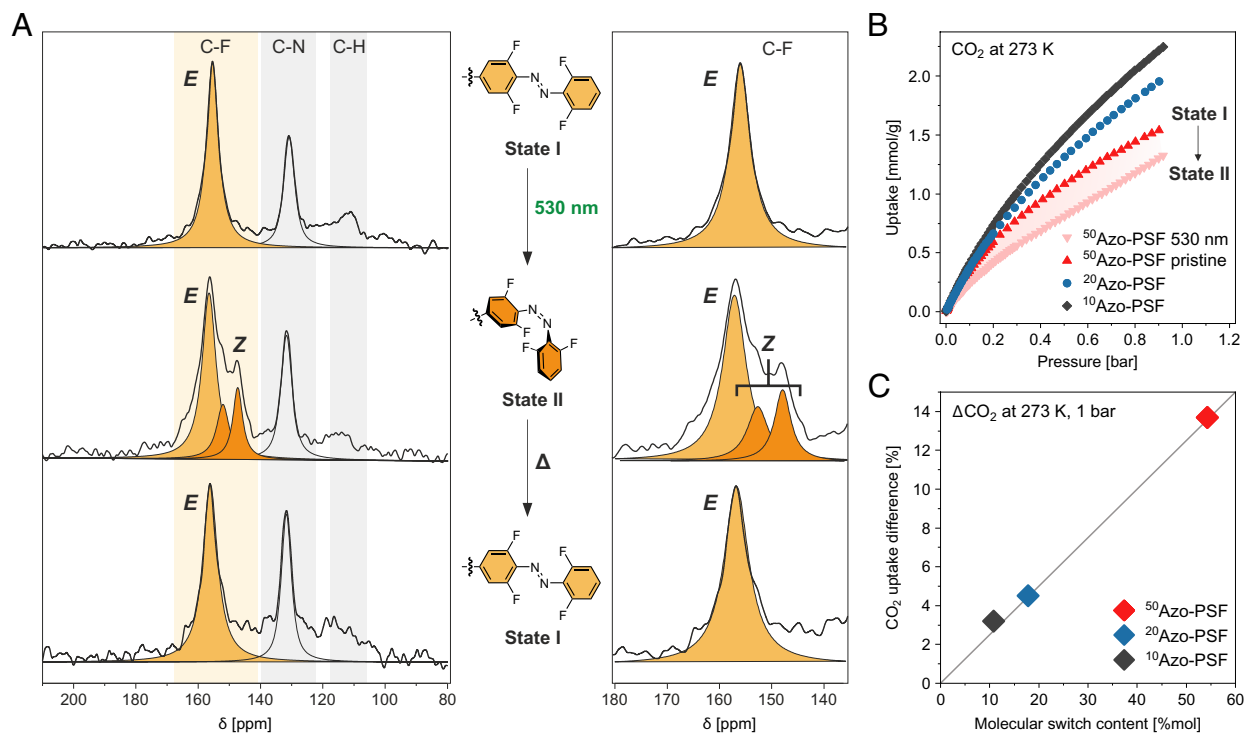 A
C-F
C-N
C-H
E
E
Z
E
200
180
160
140
120
100
80
δ [ppm]
F
N
N
F
F
F
State I
530 nm
F
N
N
F
F
F
State II
Δ
F
N
N
F
F
F
State I
C-F
E
E
Z
E
180
170
160
150
140
δ [ppm]
B
CO₂ at 273 K
2.0
1.5
1.0
0.5
0.0
Uptake [mmol/g]
State I
State II
⁵⁰Azo-PSF 530 nm
⁵⁰Azo-PSF pristine
²⁰Azo-PSF
¹⁰Azo-PSF
0.0
0.2
0.4
0.6
0.8
1.0
1.2
Pressure [bar]
C
ΔCO₂ at 273 K, 1 bar
14
12
10
8
6
4
2
0
CO₂ uptake difference [%]
⁵⁰Azo-PSF
²⁰Azo-PSF
¹⁰Azo-PSF
0
10
20
30
40
50
60
Molecular switch content [%mol]